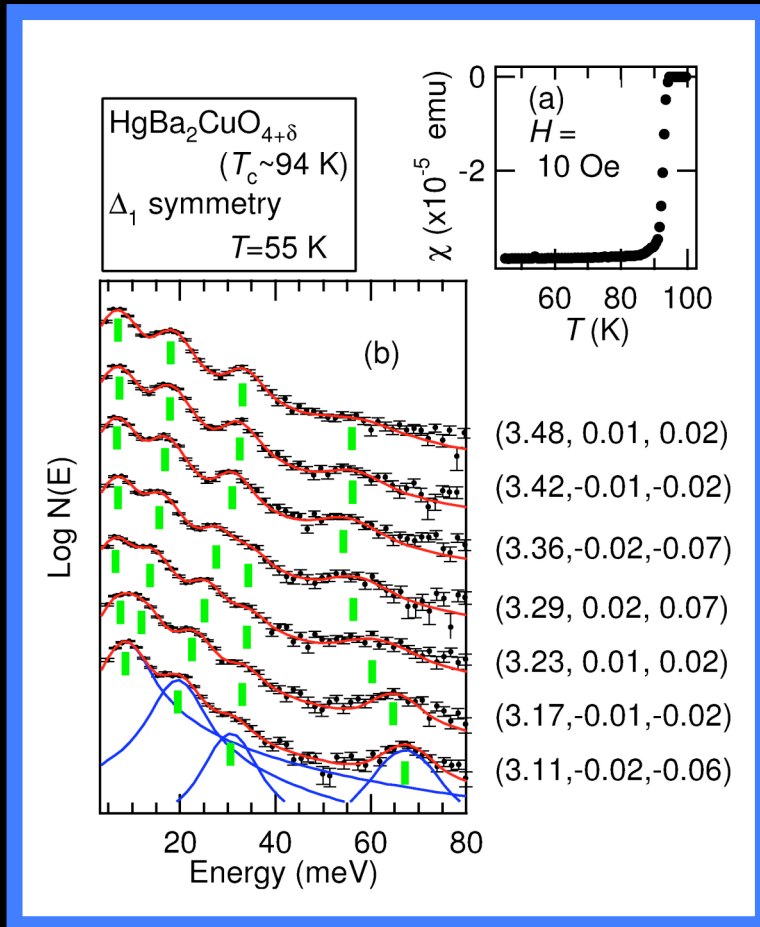 HgBa2CuO4+δ
(Tc~94 K)
Δ1 symmetry
T=55 K
(a)
H =
10 Oe
0
-2
χ (x10-5 emu)
60
80
100
T (K)
(b)
Log N(E)
(3.48, 0.01, 0.02)
(3.42,-0.01,-0.02)
(3.36,-0.02,-0.07)
(3.29, 0.02, 0.07)
(3.23, 0.01, 0.02)
(3.17,-0.01,-0.02)
(3.11,-0.02,-0.06)
20
40
60
80
Energy (meV)